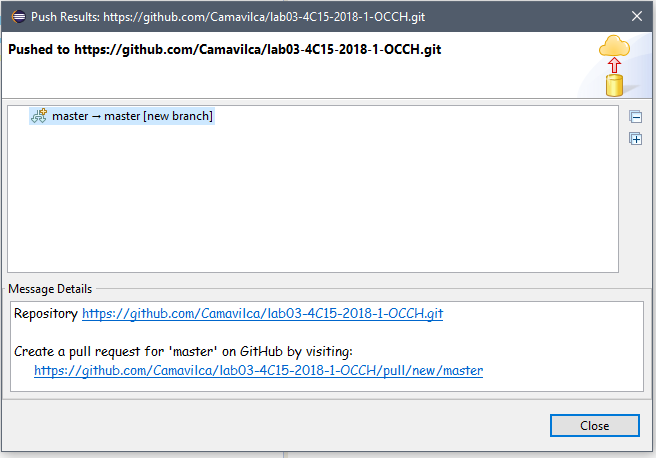 Push Results: https://github.com/Camavilca/lab03-4C15-2018-1-OCCH.git
Pushed to https://github.com/Camavilca/lab03-4C15-2018-1-OCCH.git
master → master [new branch]
Message Details
Repository https://github.com/Camavilca/lab03-4C15-2018-1-OCCH.git
Create a pull request for 'master' on GitHub by visiting:
https://github.com/Camavilca/lab03-4C15-2018-1-OCCH/pull/new/master
Close